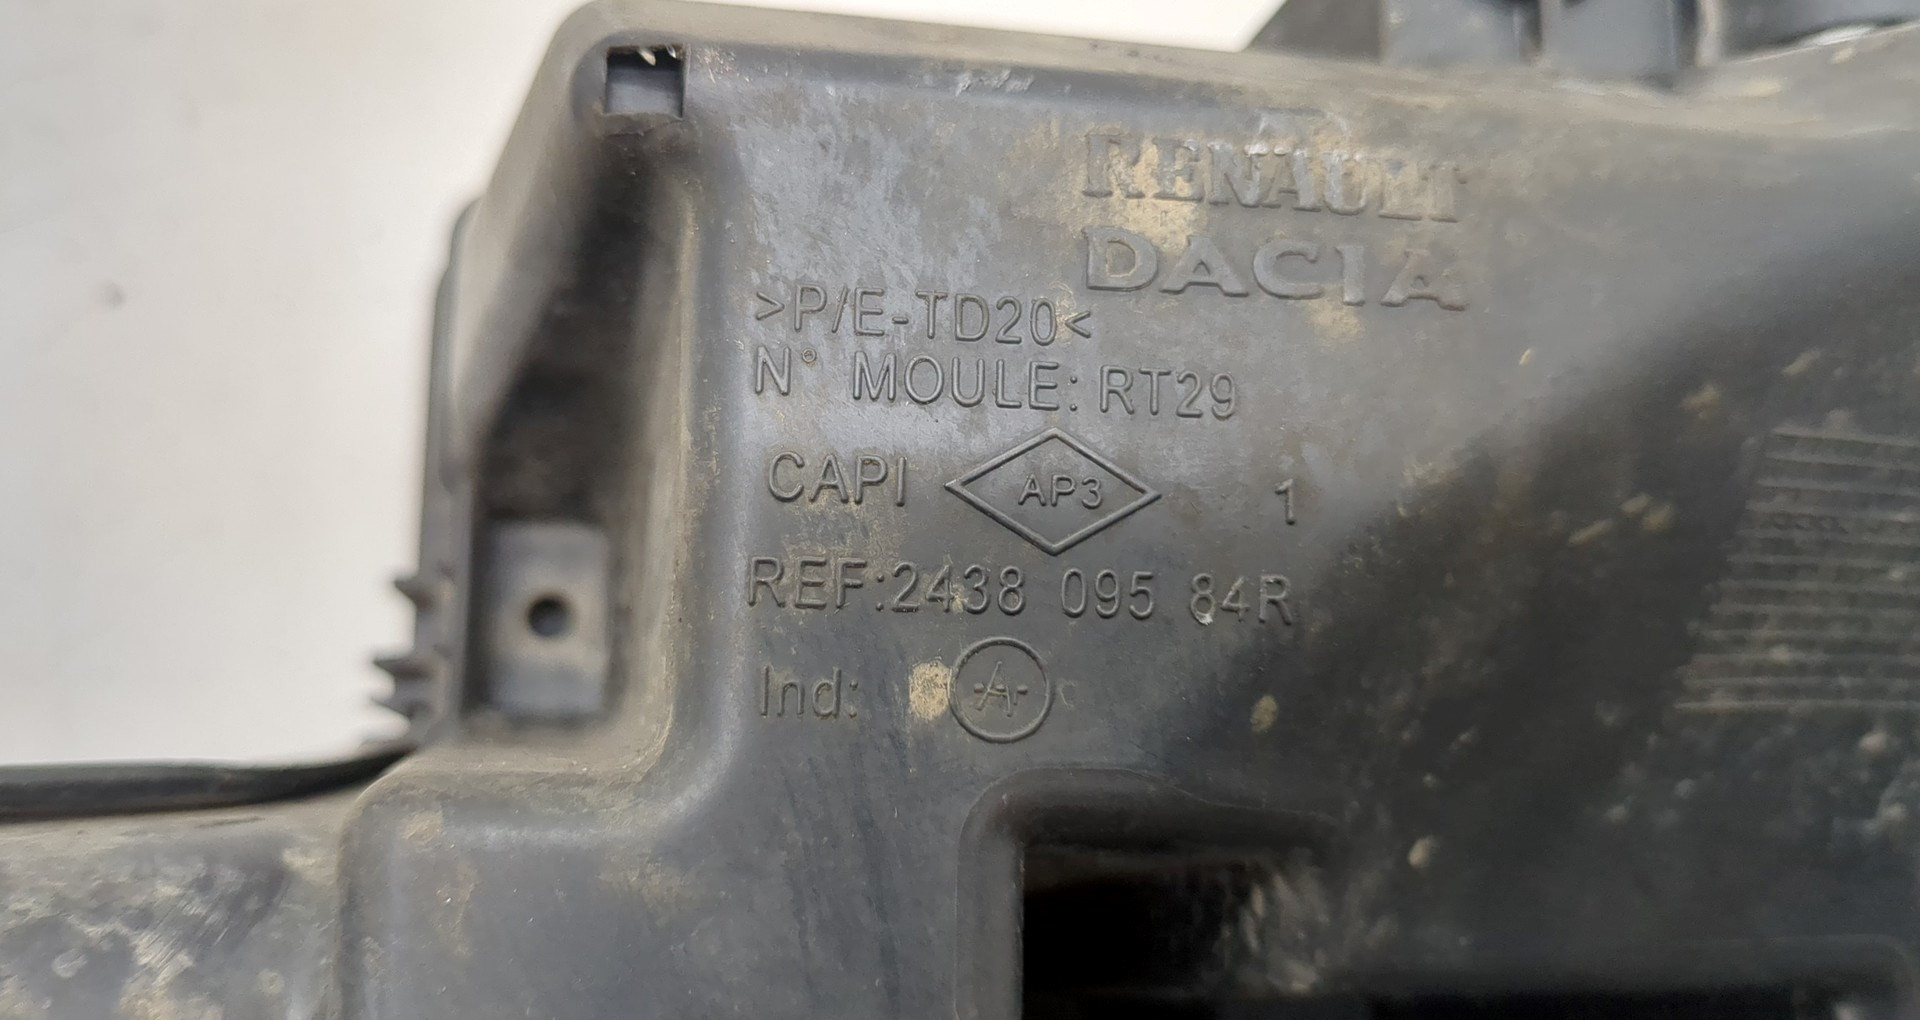 RENAULT
DACIA
>P/E-TD20<
N° MOULE: RT29
CAPI AP3 1
REF:2438 095 84R
Ind: A